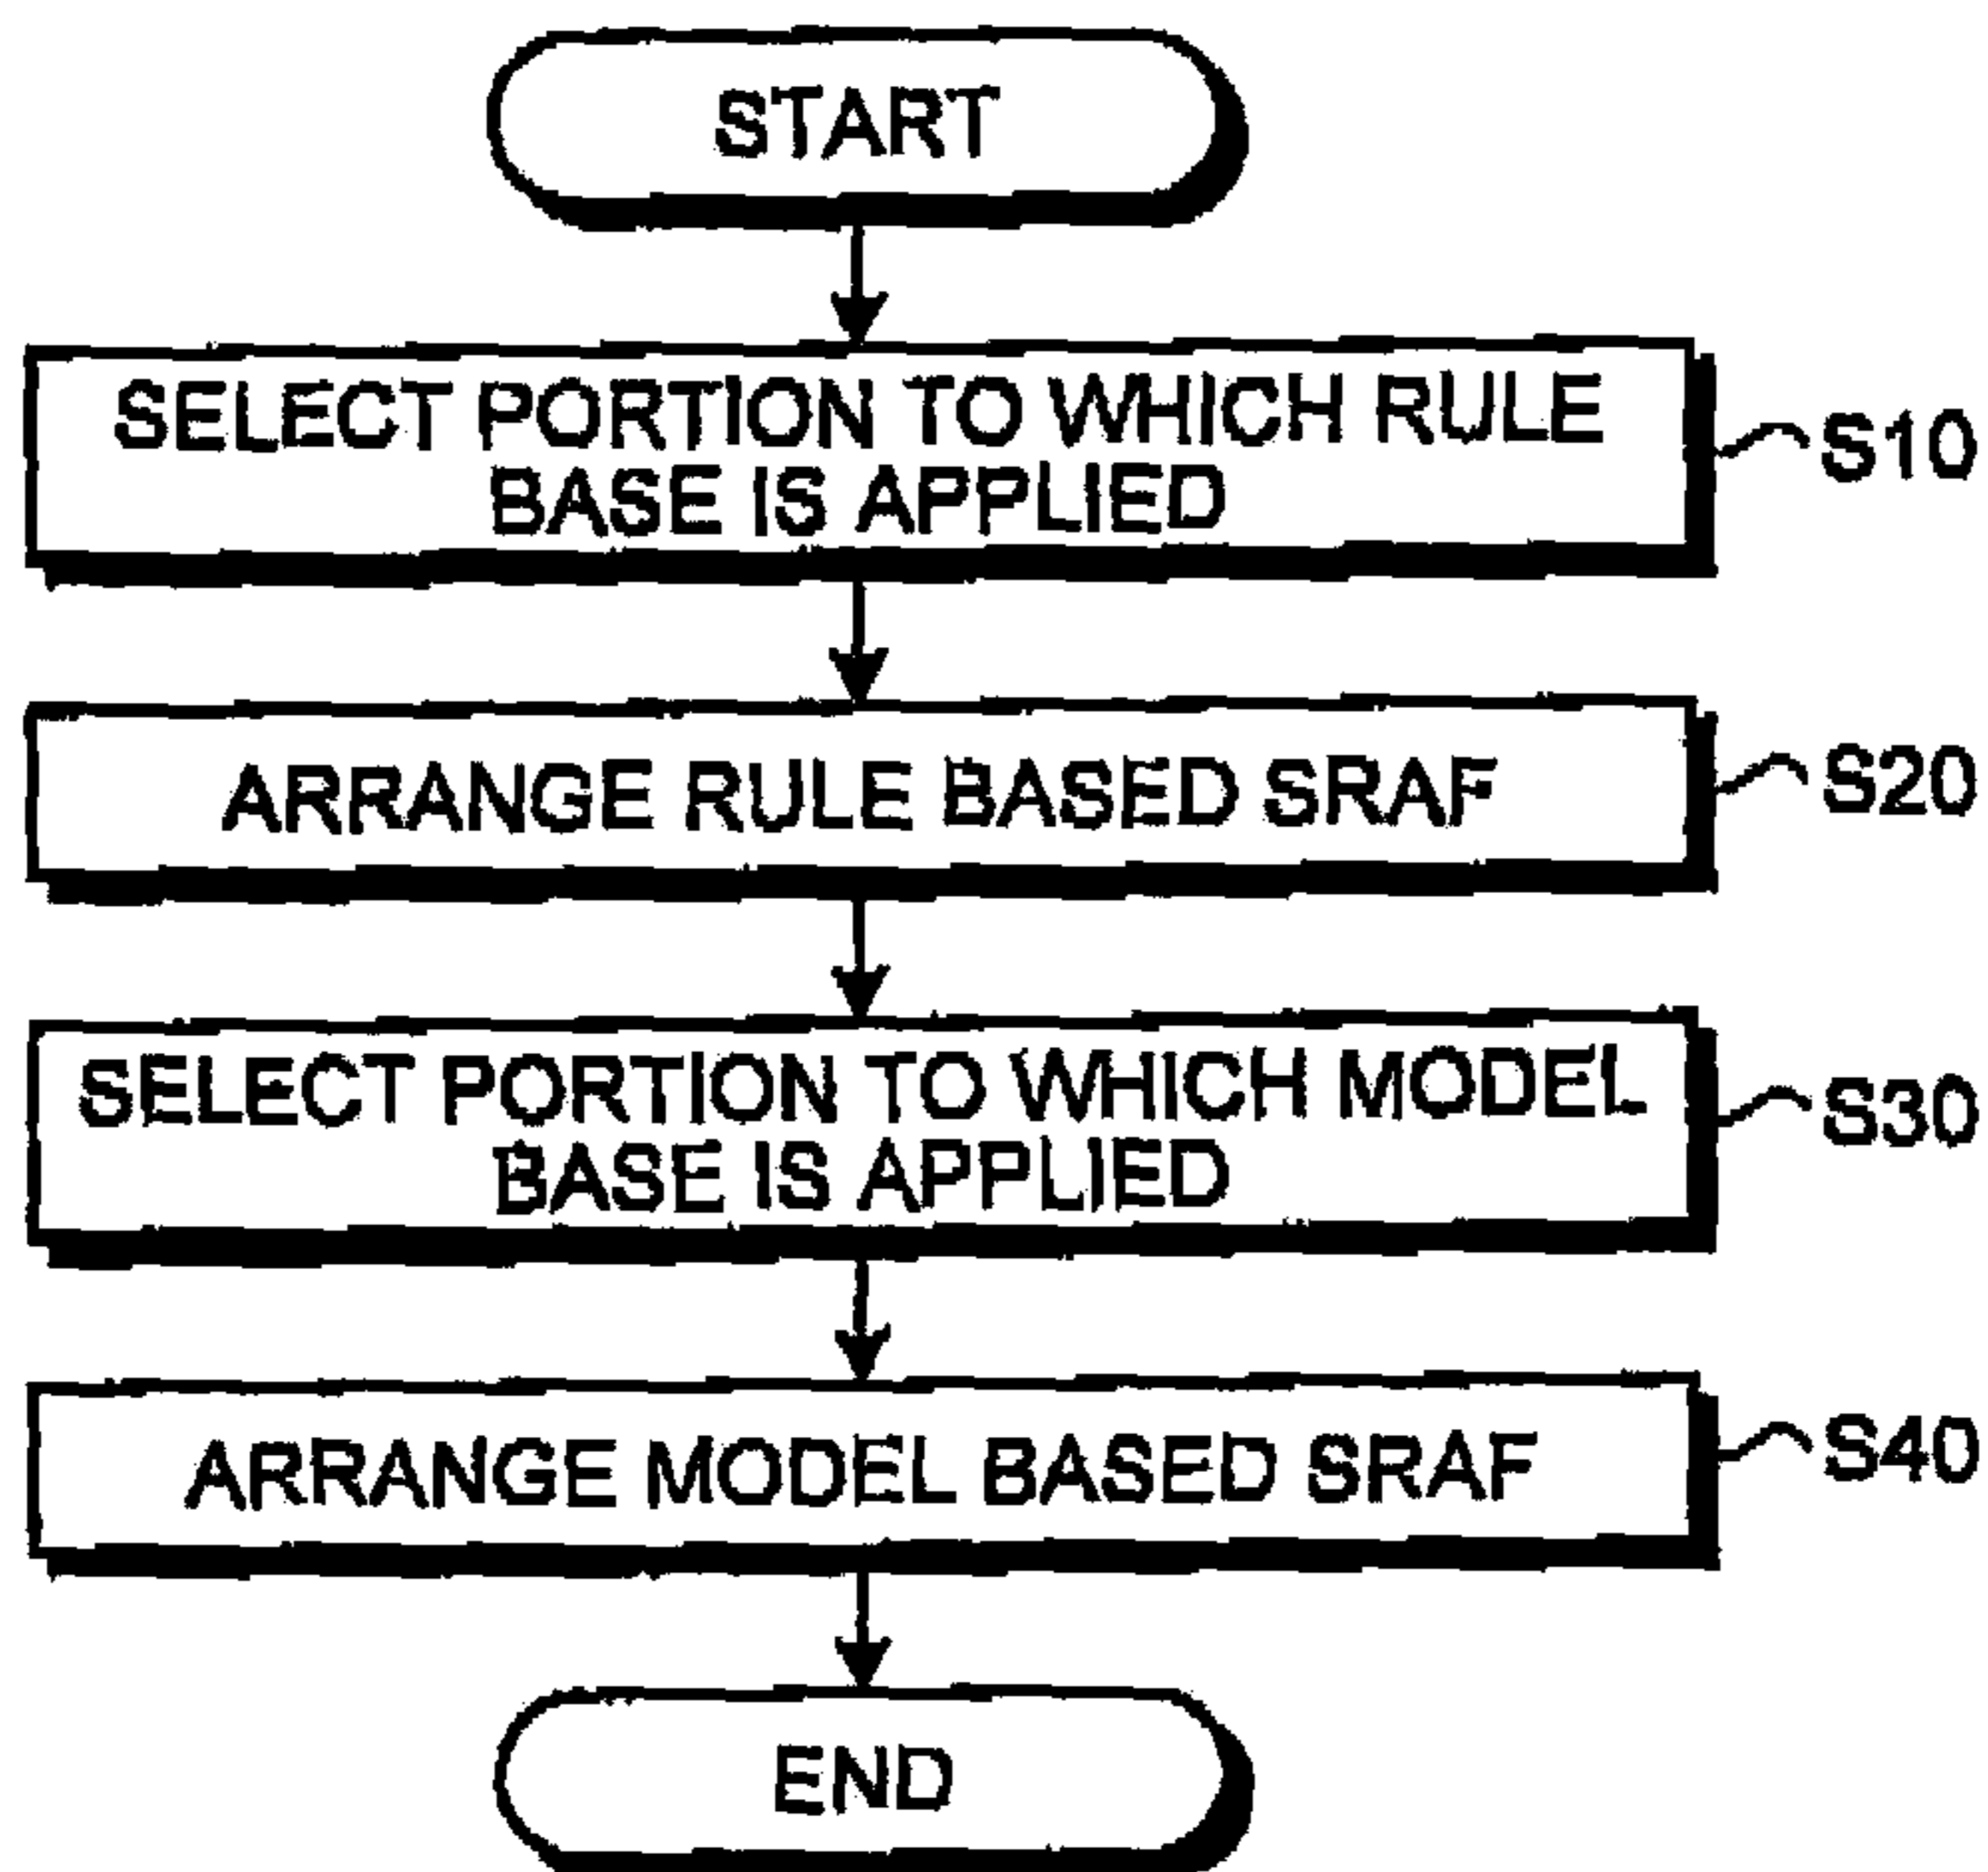 START
SELECT PORTION TO WHICH RULE
BASE IS APPLIED
S10
ARRANGE RULE BASED SRAF
S20
SELECT PORTION TO WHICH MODEL
BASE IS APPLIED
S30
ARRANGE MODEL BASED SRAF
S40
END